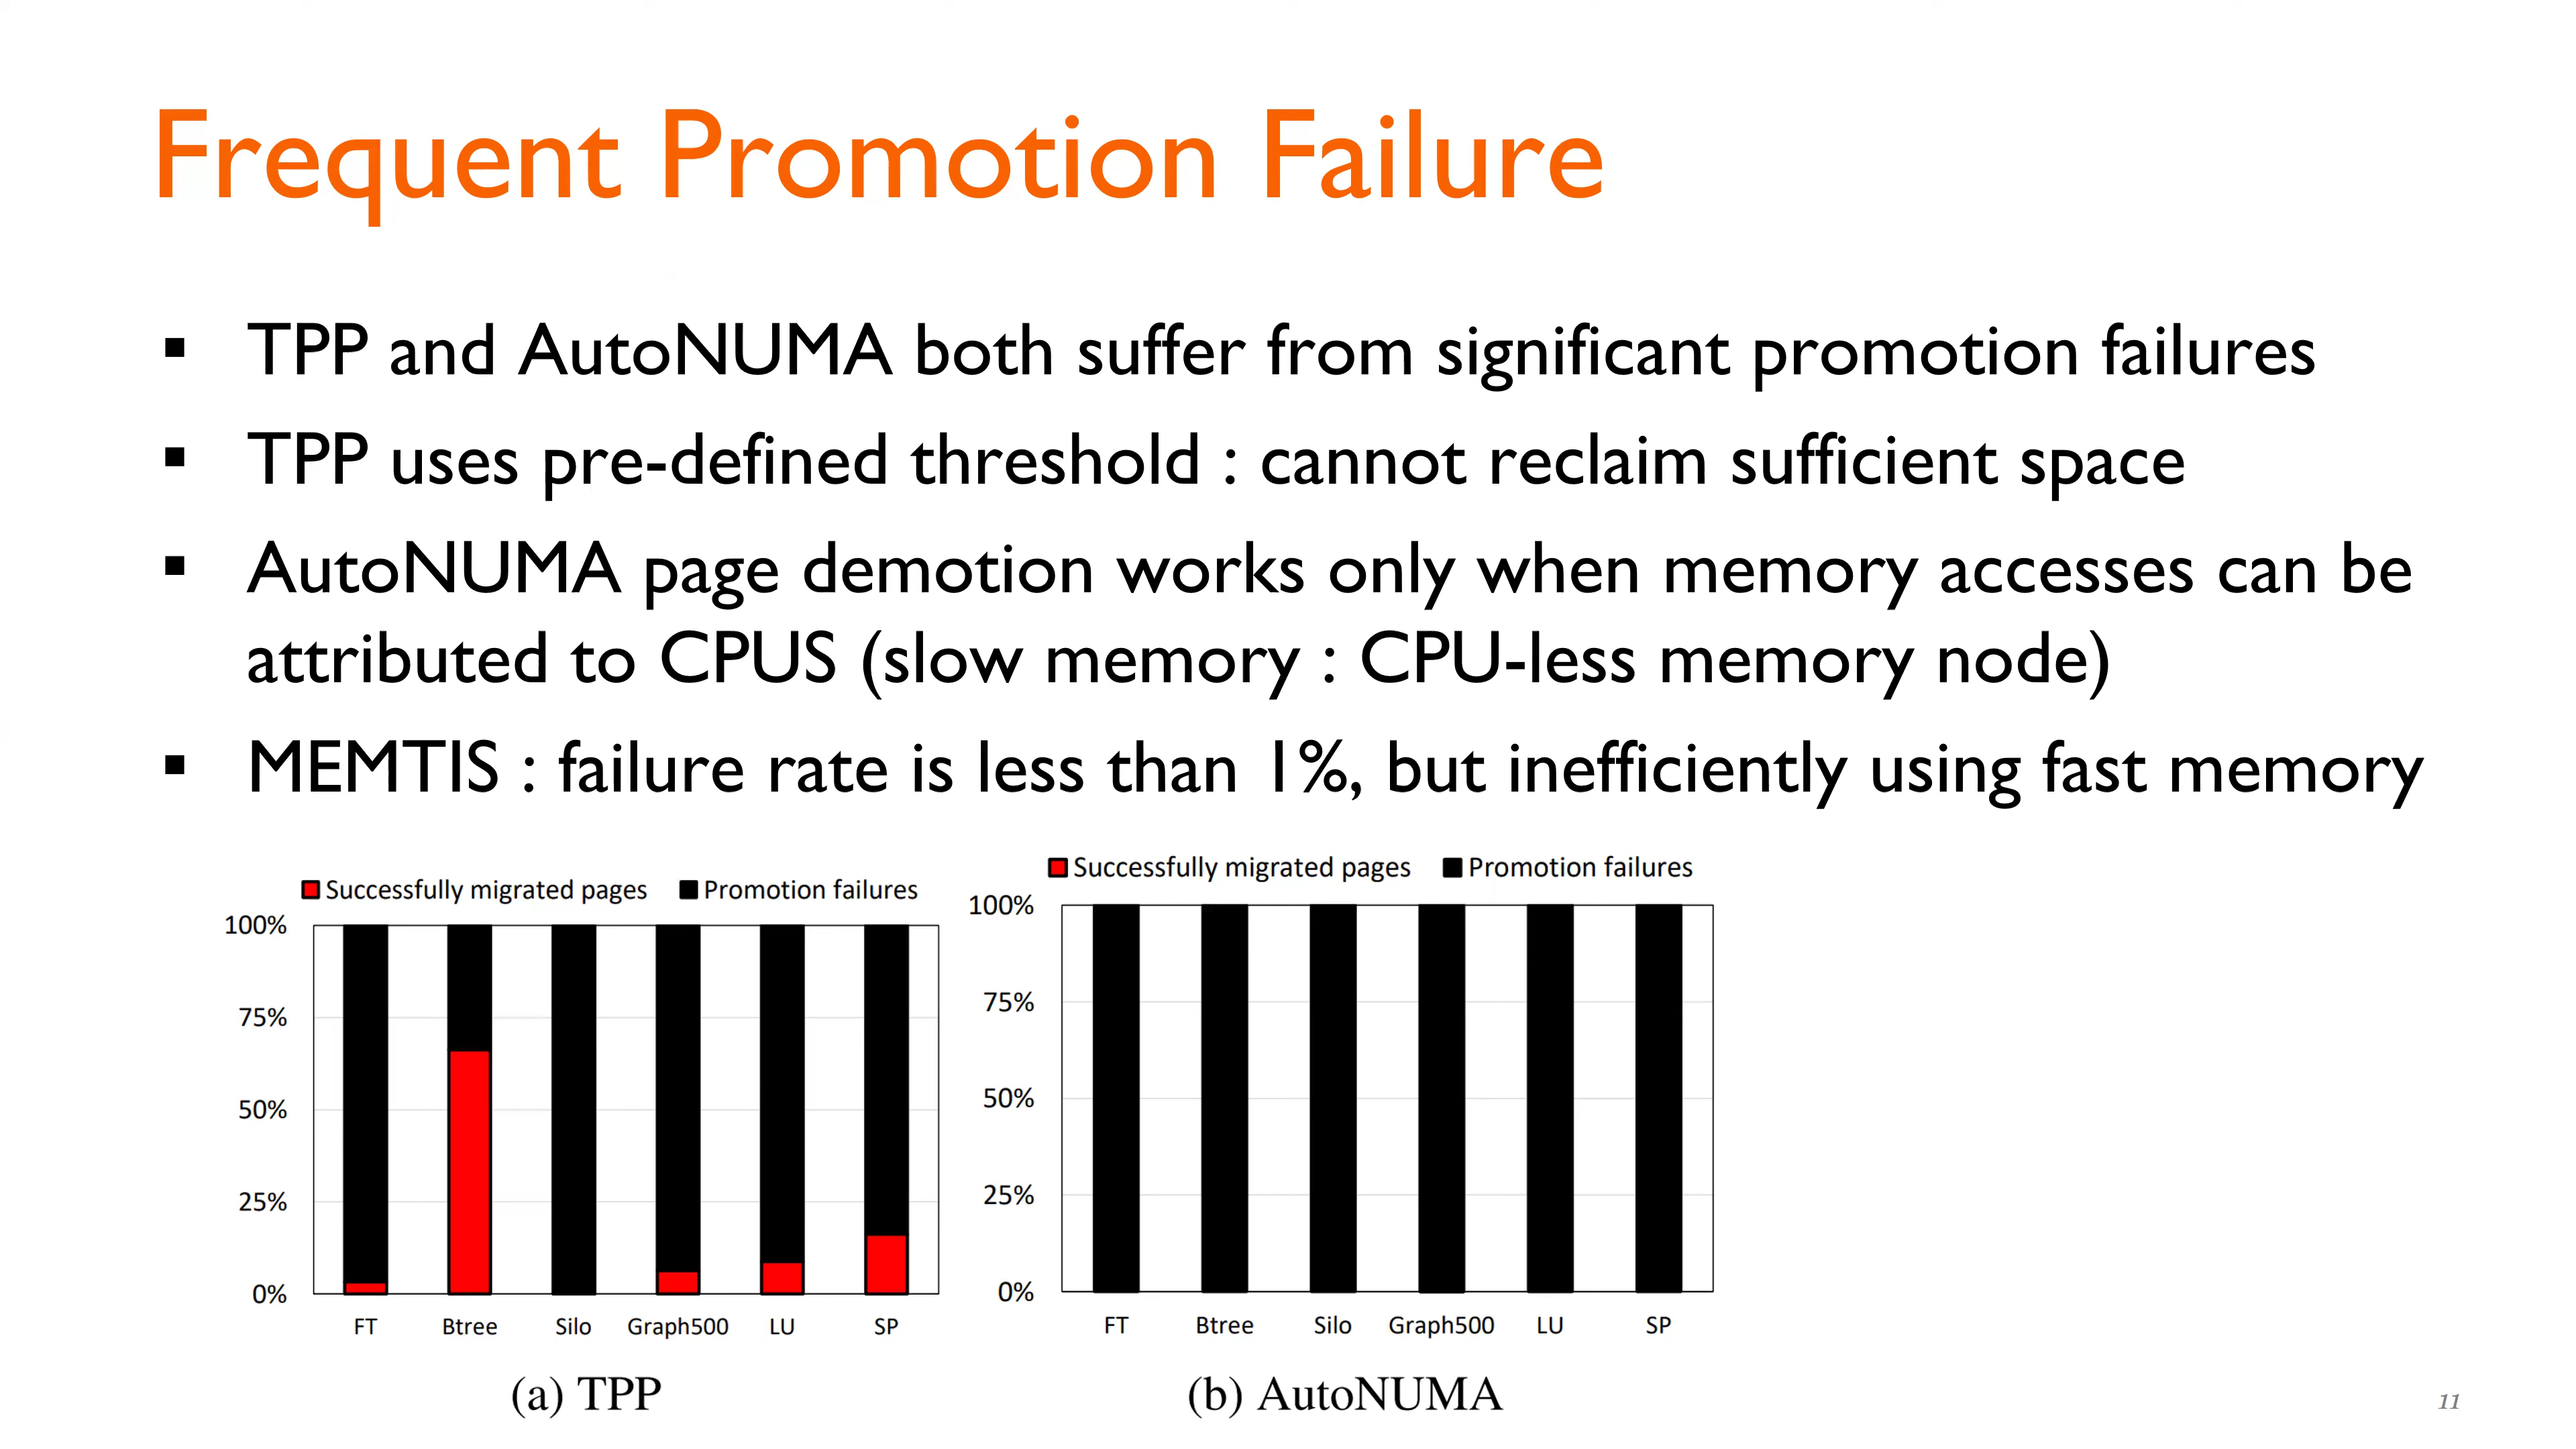 Frequent Promotion Failure
▪ TPP and AutoNUMA both suffer from significant promotion failures
▪ TPP uses pre-defined threshold : cannot reclaim sufficient space
▪ AutoNUMA page demotion works only when memory accesses can be
attributed to CPUS (slow memory : CPU-less memory node)
▪ MEMTIS : failure rate is less than 1%, but inefficiently using fast memory
Successfully migrated pages Promotion failures
100%
75%
50%
25%
0%
FT Btree Silo Graph500 LU SP
(a) TPP
Successfully migrated pages Promotion failures
100%
75%
50%
25%
0%
FT Btree Silo Graph500 LU SP
(b) AutoNUMA
11